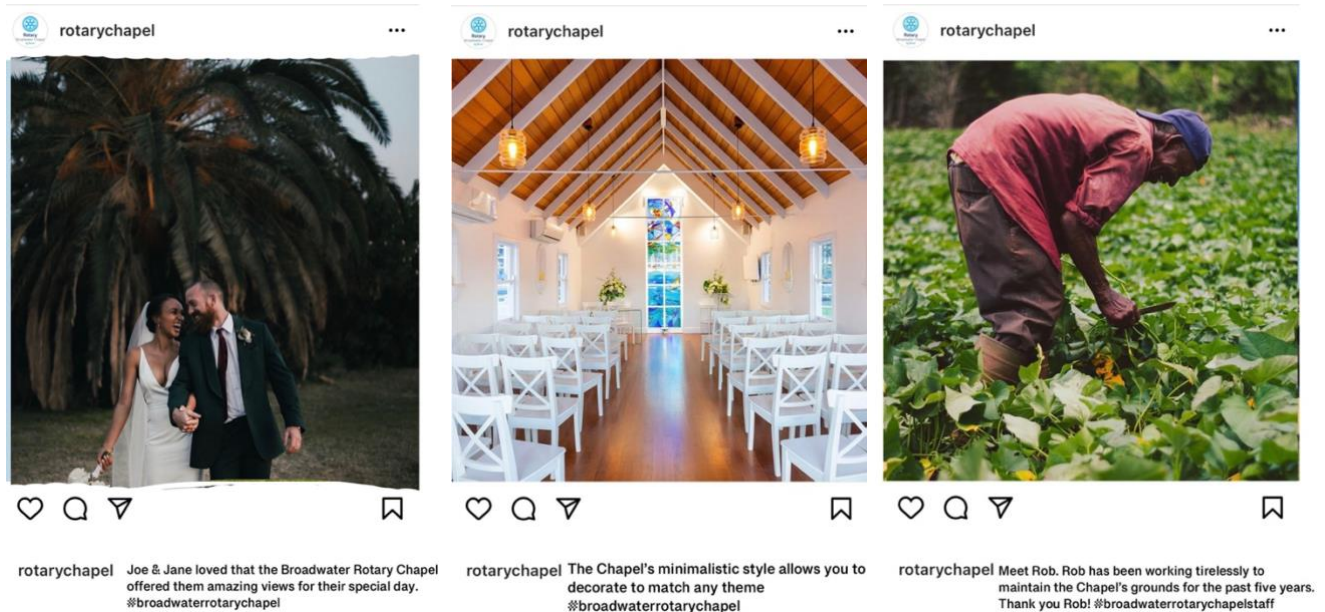 rotarychapel
Rotary
Joe & Jane loved that the Broadwater Rotary Chapel
offered them amazing views for their special day.
#broadwaterrotarychapel
rotarychapel
rotarychapel
Rotary
The Chapel's minimalistic style allows you to
decorate to match any theme
#broadwaterrotarychapel
rotarychapel
rotarychapel
Rotary
Meet Rob. Rob has been working tirelessly to
maintain the Chapel's grounds for the past five years.
Thank you Rob! #broadwaterrotarychapelstaff
rotarychapel